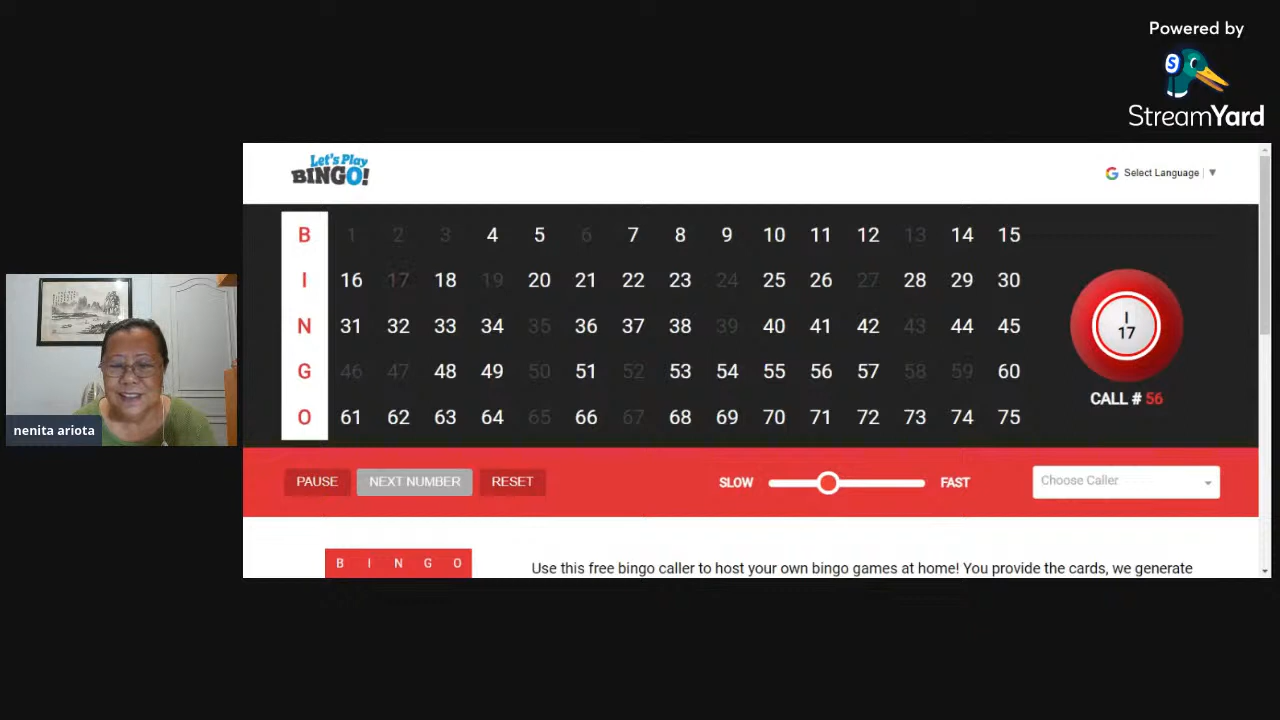 Powered by
S
StreamYard
Let's Play
BINGO!
G Select Language ▼
B 1 2 3 4 5 6 7 8 9 10 11 12 13 14 15
I 16 17 18 19 20 21 22 23 24 25 26 27 28 29 30
N 31 32 33 34 35 36 37 38 39 40 41 42 43 44 45
G 46 47 48 49 50 51 52 53 54 55 56 57 58 59 60
O 61 62 63 64 65 66 67 68 69 70 71 72 73 74 75
I
17
CALL # 56
nenita ariota
PAUSE NEXT NUMBER RESET SLOW FAST Choose Caller
B I N G O
Use this free bingo caller to host your own bingo games at home! You provide the cards, we generate